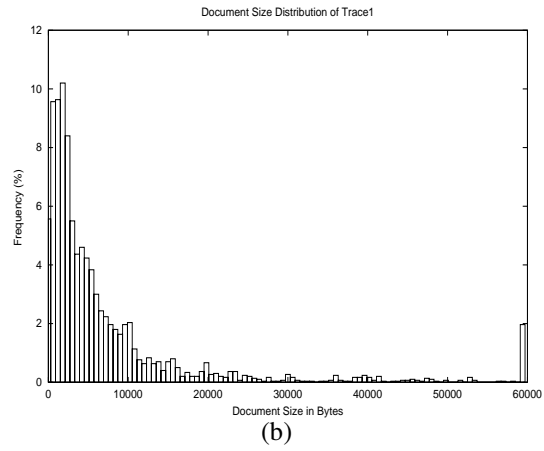 Document Size Distribution of Trace1
12
10
8
6
4
2
0
Frequency (%)
0 10000 20000 30000 40000 50000 60000
Document Size in Bytes
(b)